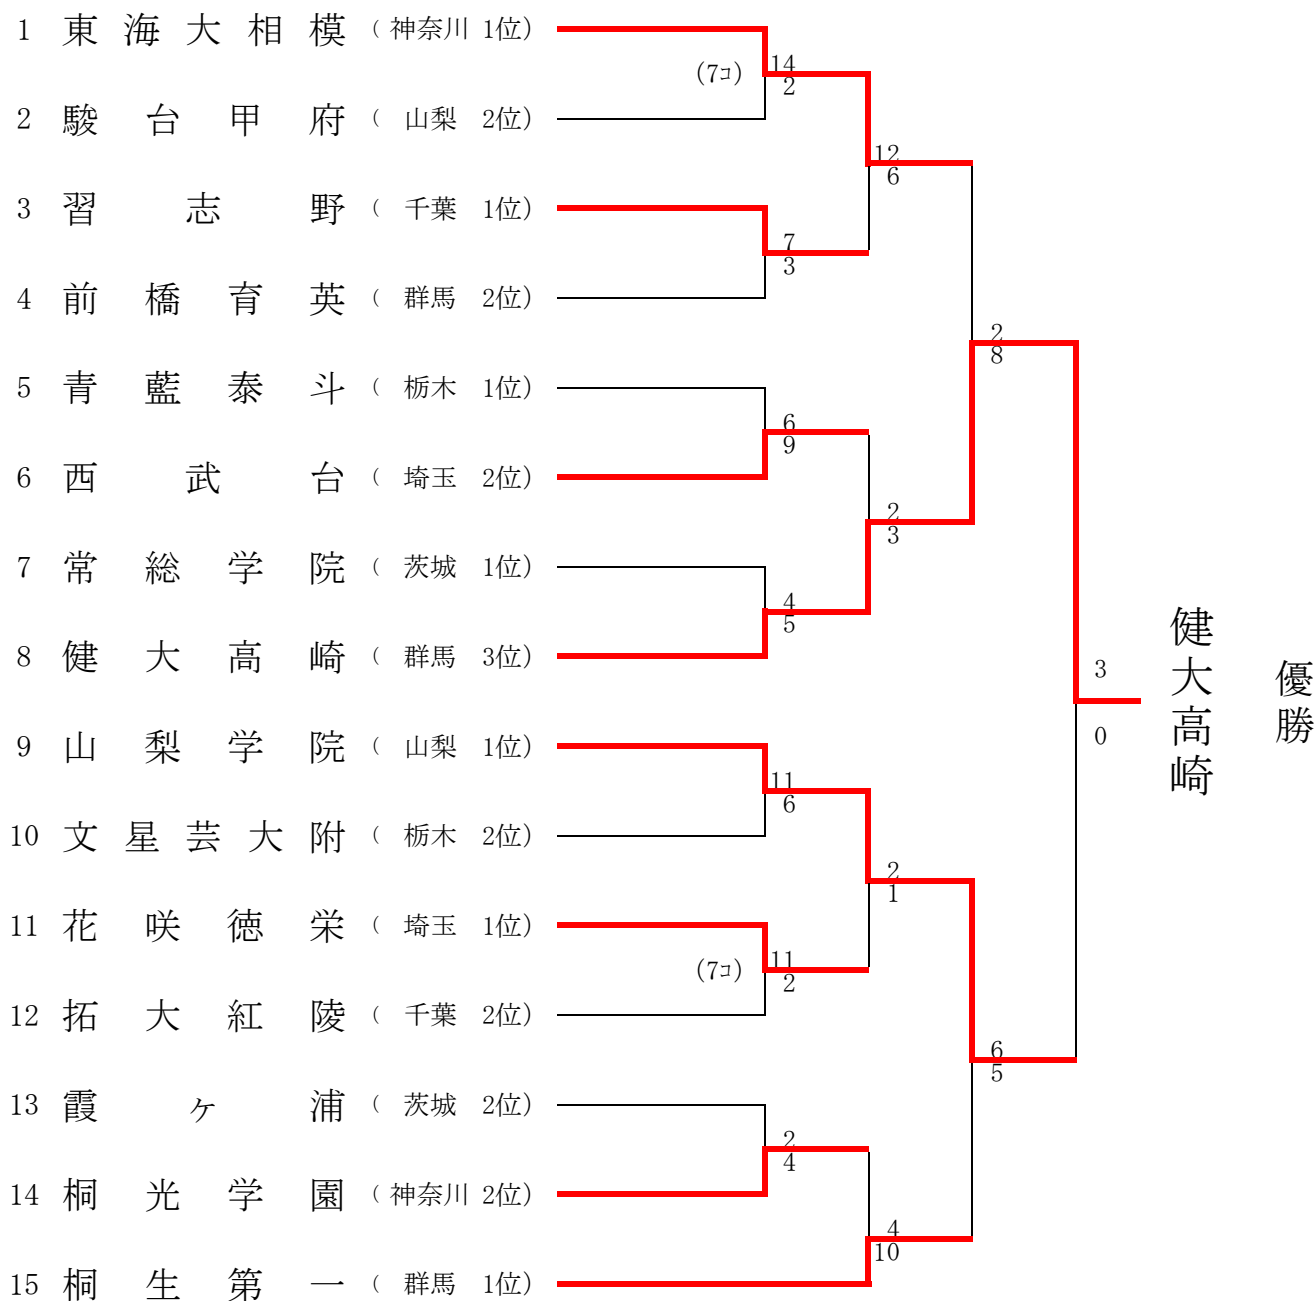 1 東海大相模 (神奈川 1位)
(7コ) 14
2
2 駿台甲府 (山梨 2位)
12
6
3 習志野 (千葉 1位)
7
3
4 前橋育英 (群馬 2位)
2
8
5 青藍泰斗 (栃木 1位)
6
9
6 西武台 (埼玉 2位)
2
3
7 常総学院 (茨城 1位)
4
5
8 健大高崎 (群馬 3位)
3
0
健大高崎
優勝
9 山梨学院 (山梨 1位)
11
6
10 文星芸大附 (栃木 2位)
2
1
11 花咲徳栄 (埼玉 1位)
(7コ) 11
2
12 拓大紅陵 (千葉 2位)
6
5
13 霞ヶ浦 (茨城 2位)
2
4
14 桐光学園 (神奈川 2位)
4
10
15 桐生第一 (群馬 1位)